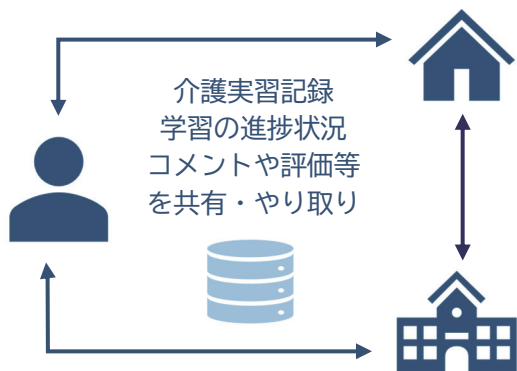 介護実習記録
学習の進捗状況
コメントや評価等
を共有・やり取り